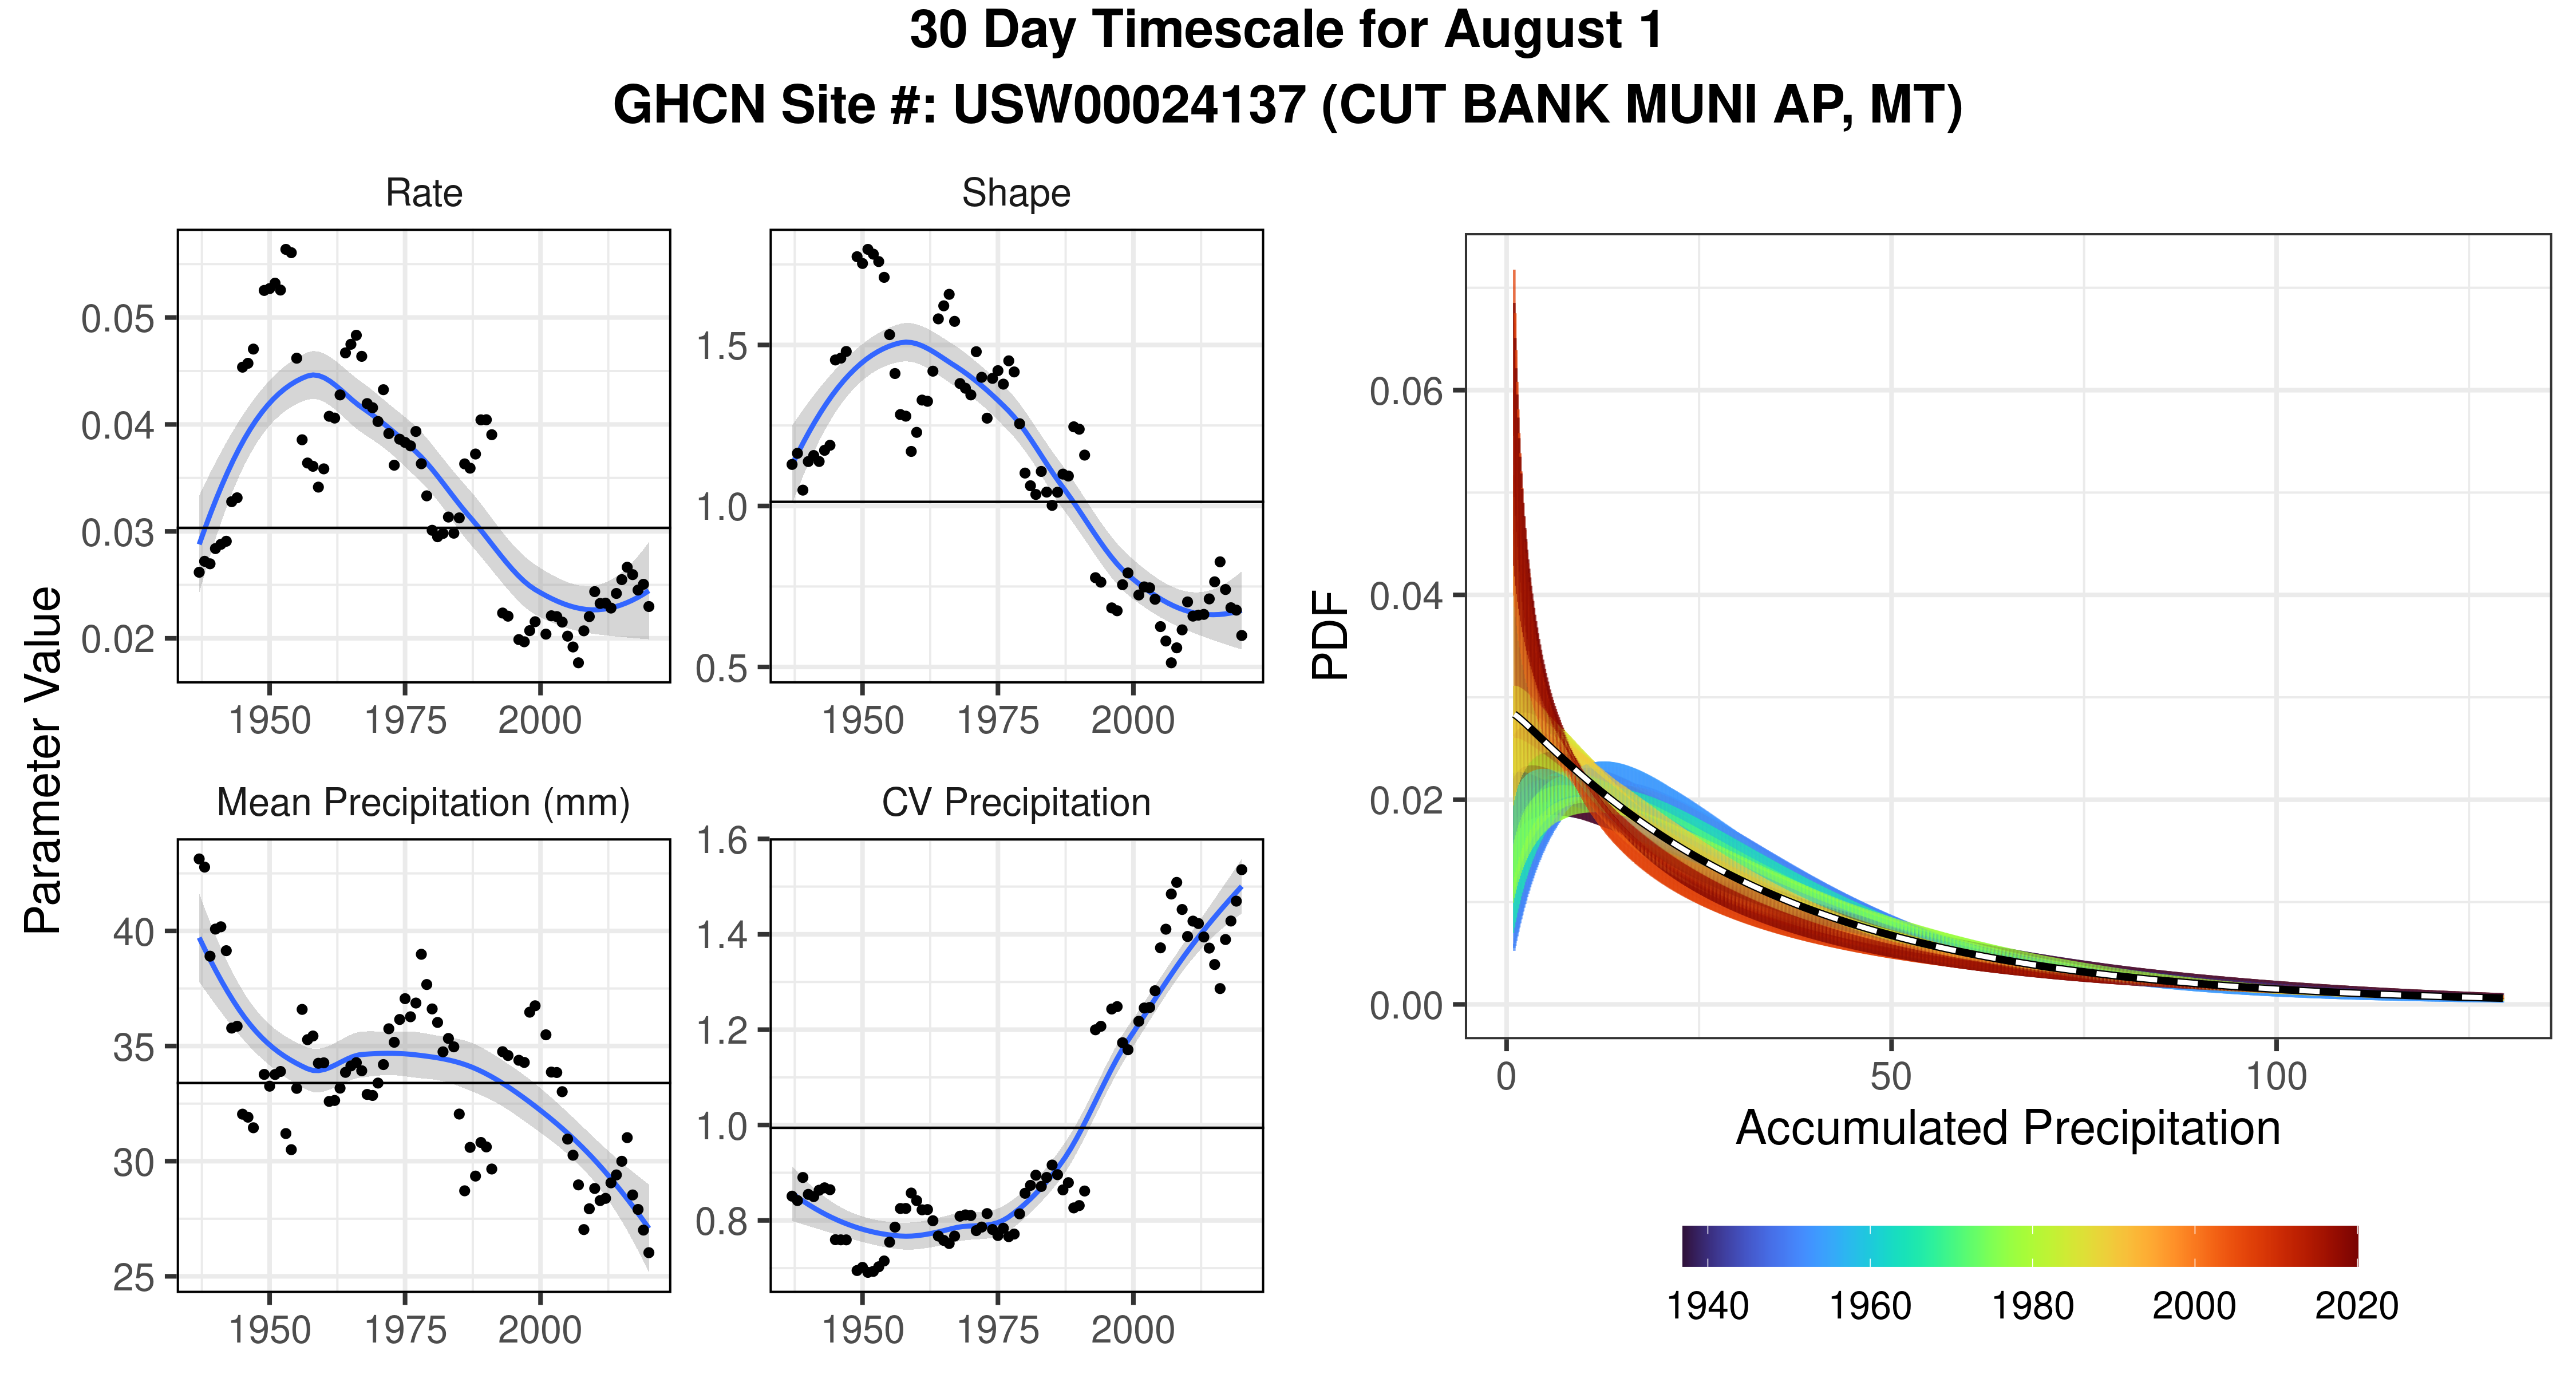 30 Day Timescale for August 1
GHCN Site #: USW00024137 (CUT BANK MUNI AP, MT)
Parameter Value
Rate
0.05
0.04
0.03
0.02
1950 1975 2000
Shape
1.5
1.0
0.5
1950 1975 2000
Mean Precipitation (mm)
40
35
30
25
1950 1975 2000
CV Precipitation
1.6
1.4
1.2
1.0
0.8
1950 1975 2000
PDF
0.06
0.04
0.02
0.00
0 50 100
Accumulated Precipitation
1940 1960 1980 2000 2020